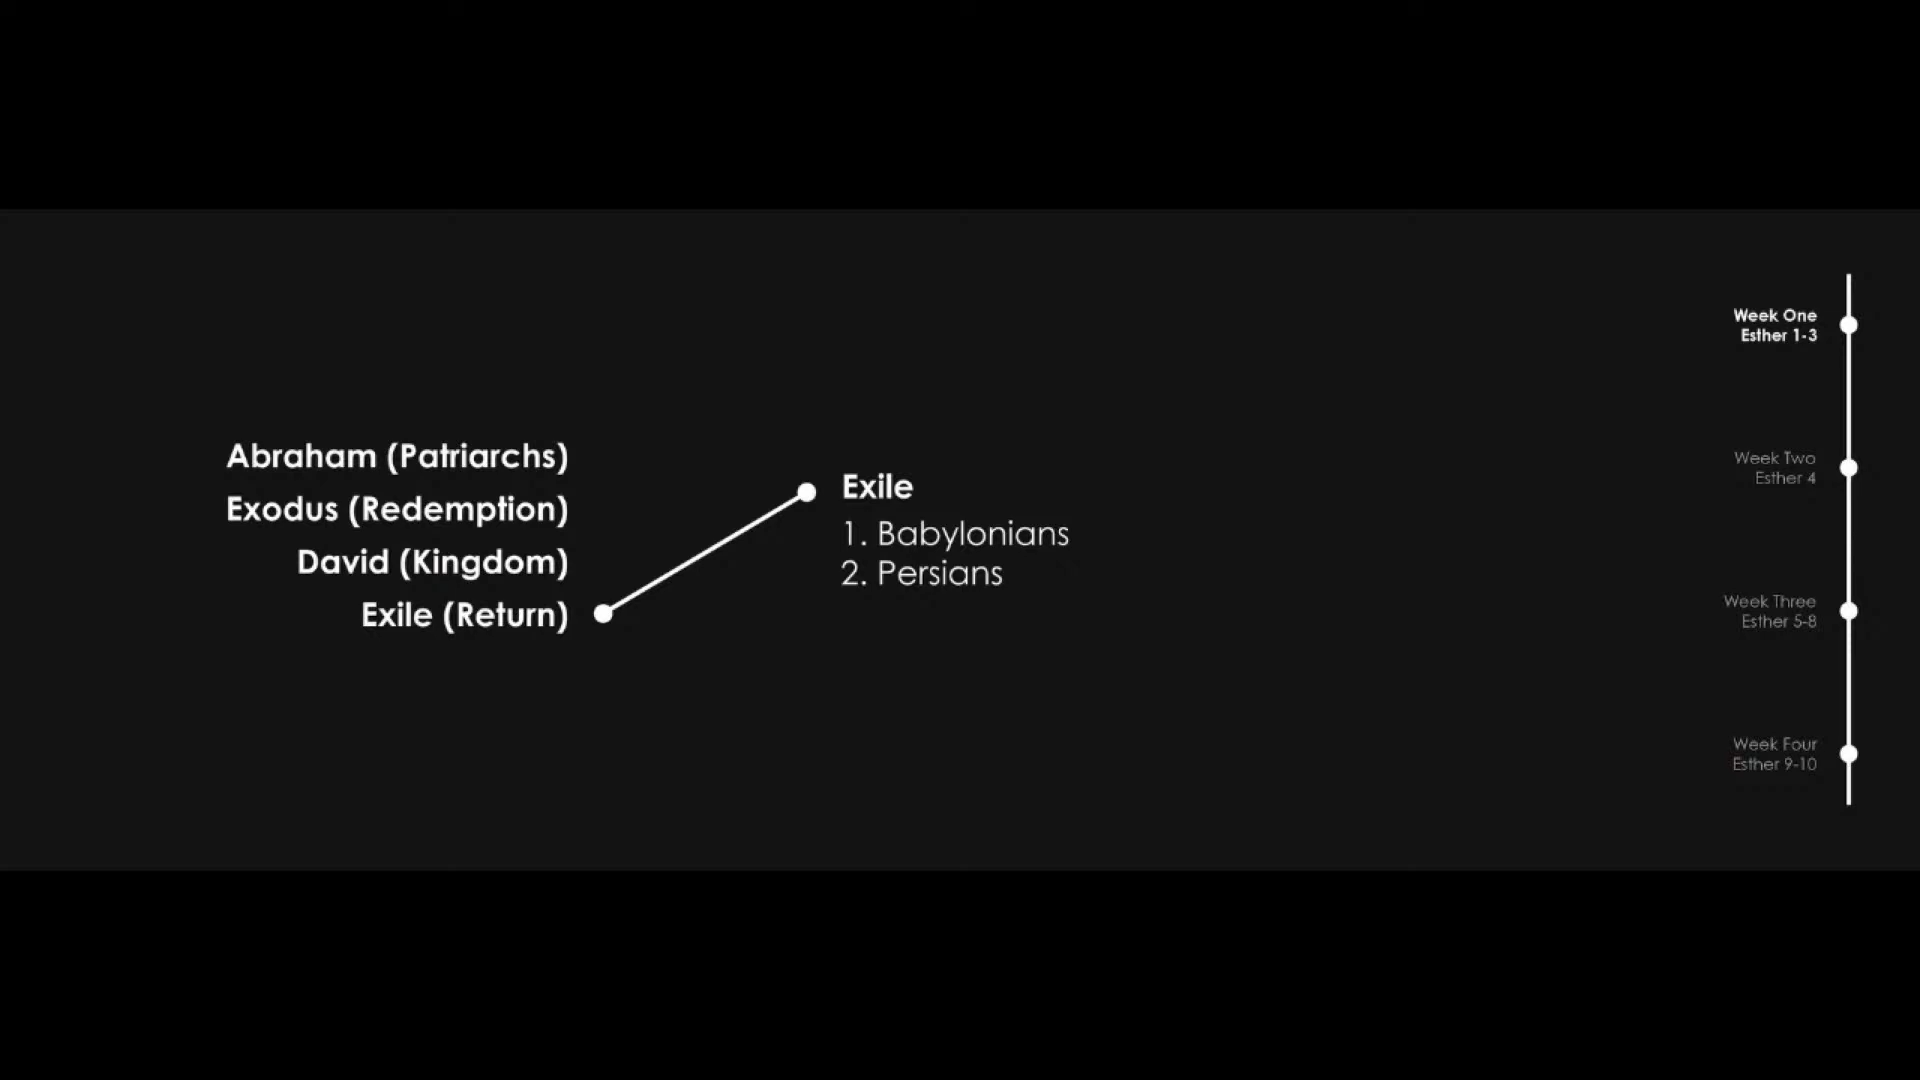 Abraham (Patriarchs)
Exodus (Redemption)
David (Kingdom)
Exile (Return)
Exile
1. Babylonians
2. Persians
Week One
Esther 1-3
Week Two
Esther 4
Week Three
Esther 5-8
Week Four
Esther 9-10